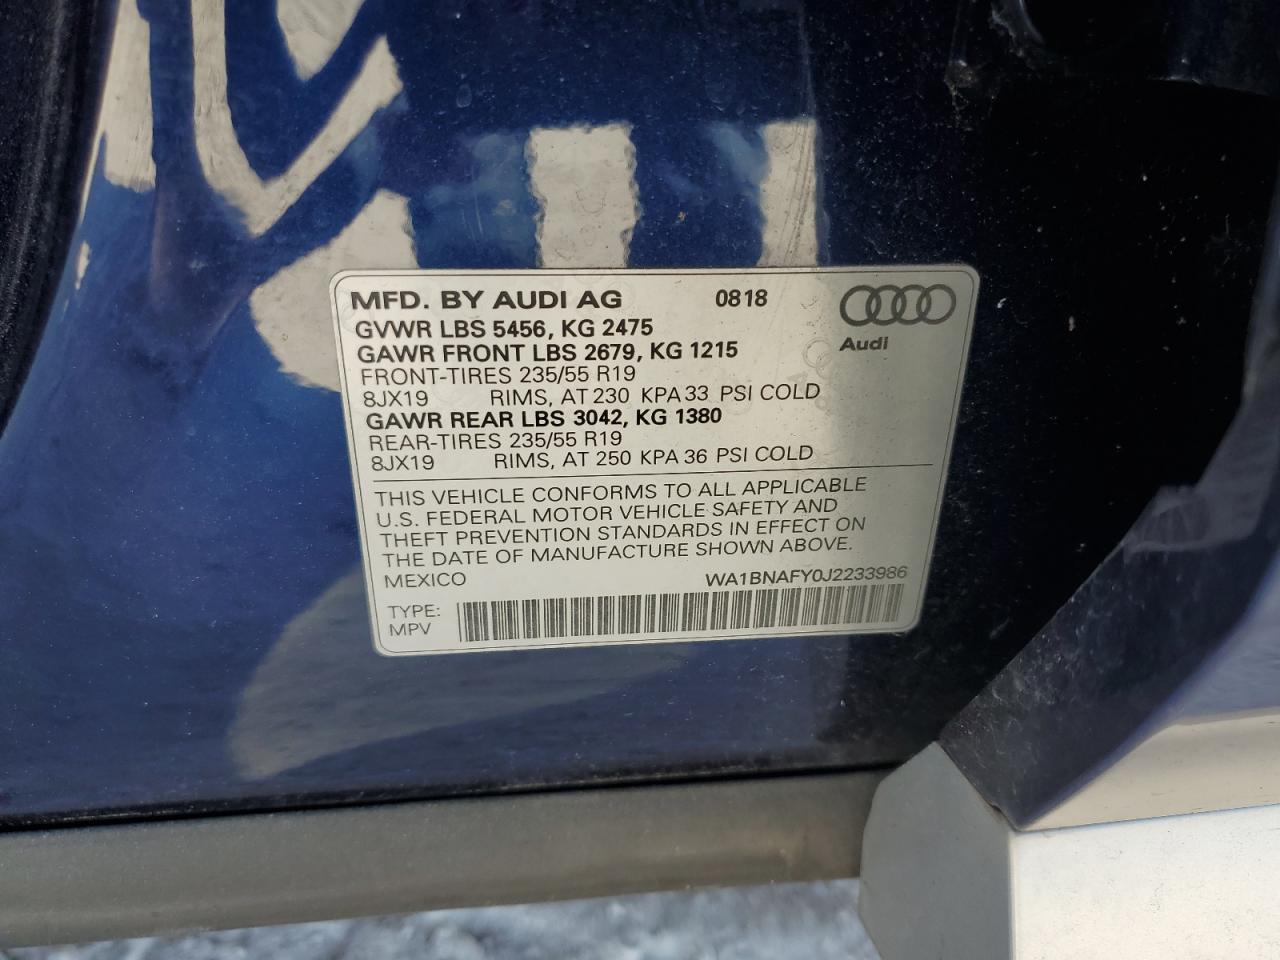 MFD. BY AUDI AG 0818
GVWR LBS 5456, KG 2475
GAWR FRONT LBS 2679, KG 1215
Audi
FRONT-TIRES 235/55 R19
8JX19 RIMS, AT 230 KPA 33 PSI COLD
GAWR REAR LBS 3042, KG 1380
REAR-TIRES 235/55 R19
8JX19 RIMS, AT 250 KPA 36 PSI COLD
THIS VEHICLE CONFORMS TO ALL APPLICABLE
U.S. FEDERAL MOTOR VEHICLE SAFETY AND
THEFT PREVENTION STANDARDS IN EFFECT ON
THE DATE OF MANUFACTURE SHOWN ABOVE.
MEXICO WA1BNAFY0J2233986
TYPE:
MPV